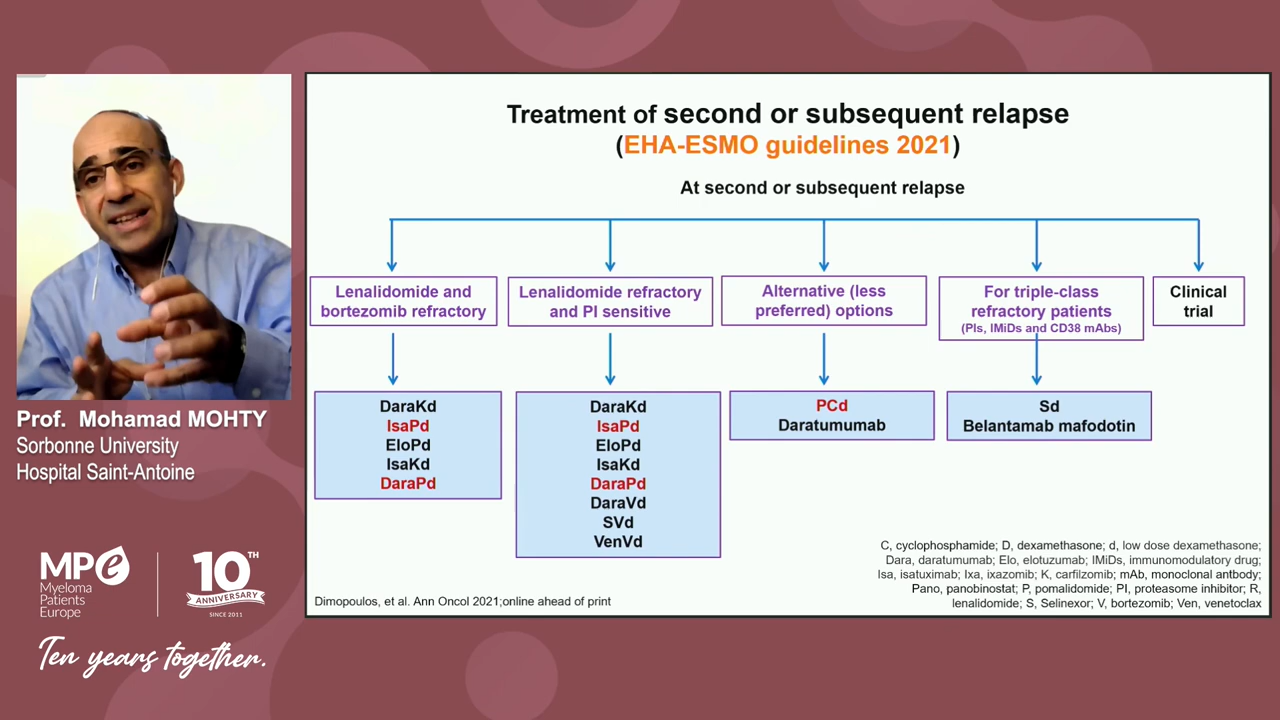 Treatment of second or subsequent relapse
(EHA-ESMO guidelines 2021)
At second or subsequent relapse
Lenalidomide and
bortezomib refractory
Lenalidomide refractory
and PI sensitive
Alternative (less
preferred) options
For triple-class
refractory patients
(PIs, IMiDs and CD38 mAbs)
Clinical
trial
DaraKd
IsaPd
EloPd
IsaKd
DaraPd
DaraKd
IsaPd
EloPd
IsaKd
DaraPd
DaraVd
SVd
VenVd
PCd
Daratumumab
Sd
Belantamab mafodotin
C, cyclophosphamide; D, dexamethasone; d, low dose dexamethasone;
Dara, daratumumab; Elo, elotuzumab; IMiDs, immunomodulatory drug;
Isa, isatuximab; Ixa, ixazomib; K, carfilzomib; mAb, monoclonal antbody;
Pano, panobinostat; P, pomalidomide; PI, proteasome inhibitor; R,
lenalidomide; S, Selinexor; V, bortezomib; Ven, venetoclax
Dimopoulos, et al. Ann Oncol 2021;online ahead of print
Prof. Mohamad MOHTY
Sorbonne University
Hospital Saint-Antoine
MPe
Myeloma
Patients
Europe
10TH
ANNIVERSARY
SINCE 2011
Ten years together.